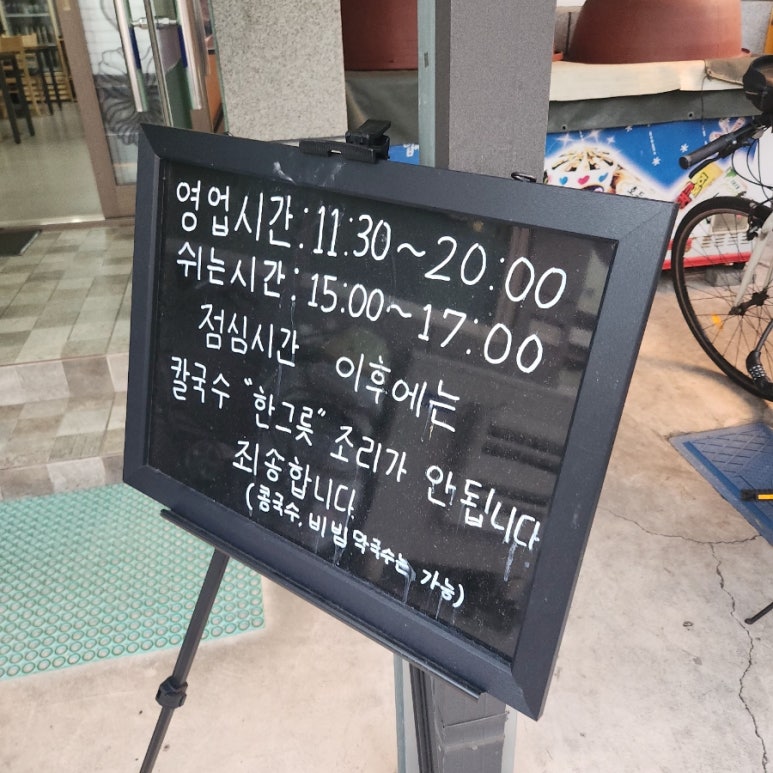 영업시간 : 11:30 ~ 20:00
쉬는시간 : 15:00 ~ 17:00
점심시간 이후에는
칼국수 "한그릇" 조리가 안됩니다
죄송합니다.
(콩국수, 비빔막국수는 가능)